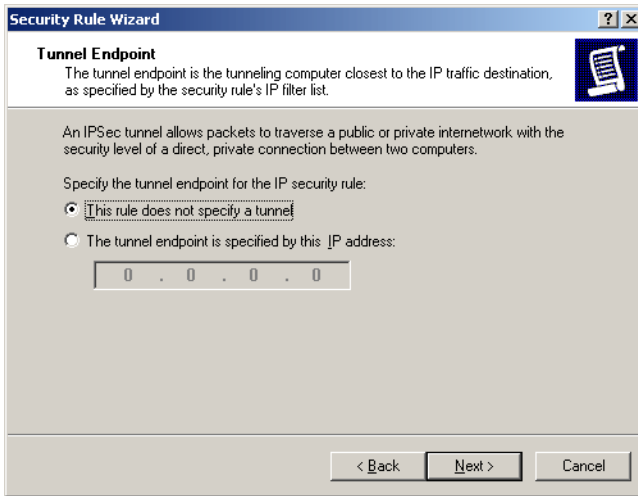 Security Rule Wizard
Tunnel Endpoint
The tunnel endpoint is the tunneling computer closest to the IP traffic destination,
as specified by the security rule's IP filter list.
An IPSec tunnel allows packets to traverse a public or private internetwork with the
security level of a direct, private connection between two computers.
Specify the tunnel endpoint for the IP security rule:
This rule does not specify a tunnel
The tunnel endpoint is specified by this IP address:
0 . 0 . 0 . 0
< Back Next > Cancel